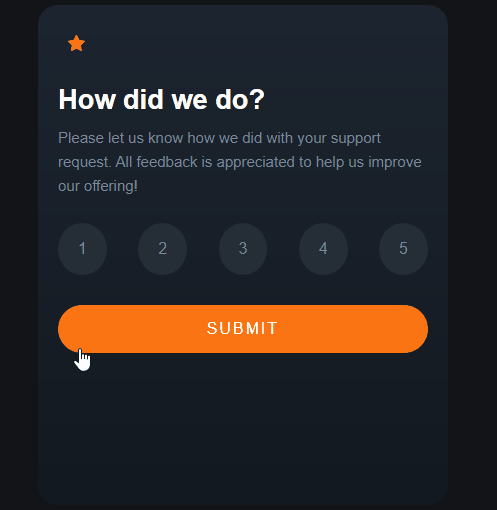 How did we do?
Please let us know how we did with your support
request. All feedback is appreciated to help us improve
our offering!
1 2 3 4 5
SUBMIT